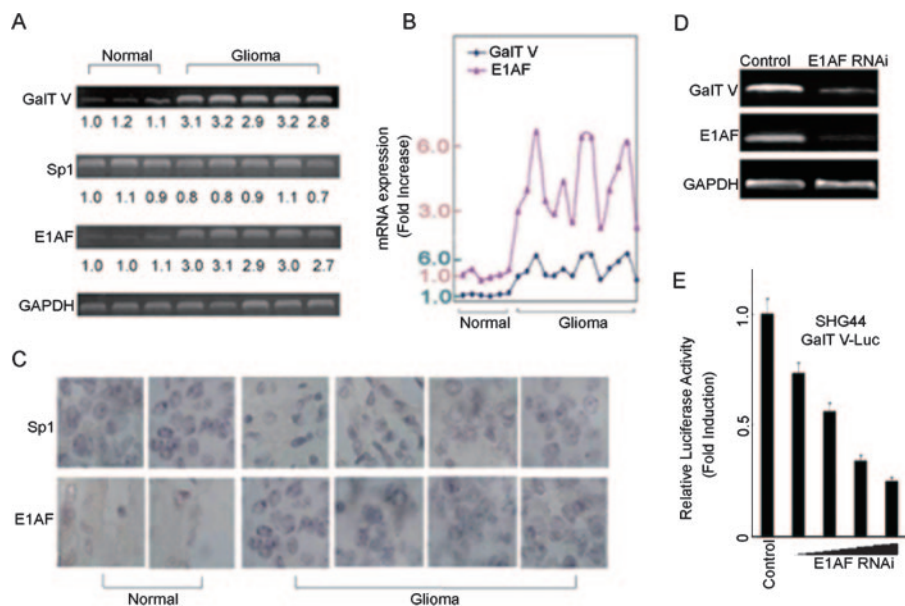 A
Normal Glioma
GalT V
1.0 1.2 1.1 3.1 3.2 2.9 3.2 2.8
Sp1
1.0 1.1 0.9 0.8 0.8 0.9 1.1 0.7
E1AF
1.0 1.0 1.1 3.0 3.1 2.9 3.0 2.7
GAPDH
B
GalT V
E1AF
mRNA expression
(Fold Increase)
6.0
3.0
6.0
1.0
1.0
Normal Glioma
C
Sp1
E1AF
Normal Glioma
D
Control E1AF RNAi
GalT V
E1AF
GAPDH
E
SHG44
GalT V-Luc
Relative Luciferase Activity
(Fold Induction)
1.0
0.5
0
Control
E1AF RNAi